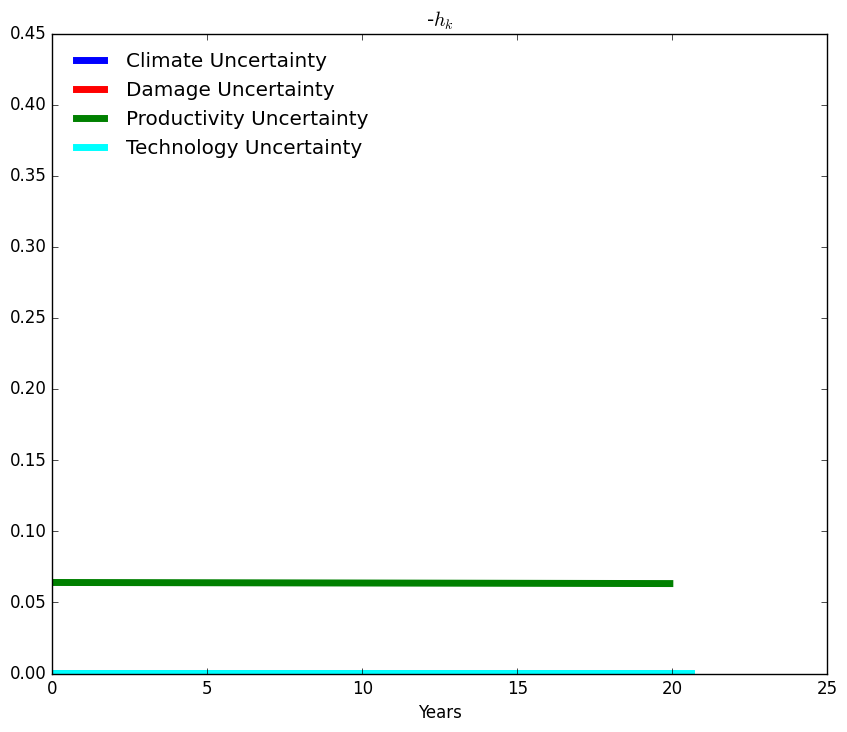 -h_k
0.45
Climate Uncertainty
Damage Uncertainty
Productivity Uncertainty
Technology Uncertainty
0.40
0.35
0.30
0.25
0.20
0.15
0.10
0.05
0.00
0 5 10 15 20 25
Years